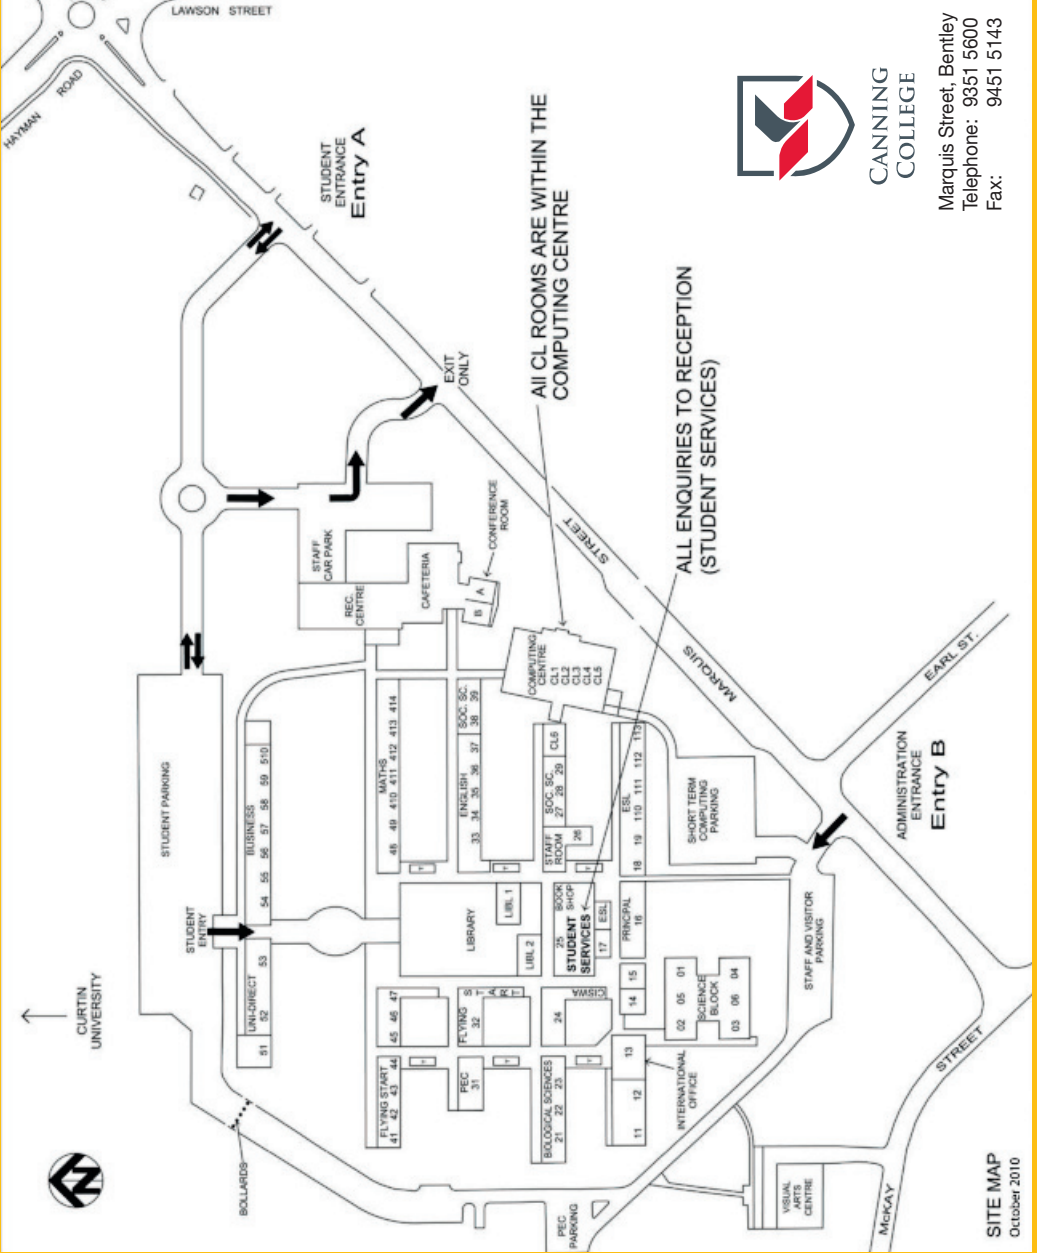 LAWSON STREET
HAYMAN
ROAD
STUDENT
ENTRANCE
Entry A
All CL ROOMS ARE WITHIN THE
COMPUTING CENTRE
ALL ENQUIRIES TO RECEPTION
(STUDENT SERVICES)
CANNING
COLLEGE
Marquis Street, Bentley
Telephone: 9351 5600
Fax: 9451 5143
EXIT
ONLY
STAFF
CAR PARK
REC.
CENTRE
CAFETERIA
CONFERENCE
ROOM
A
B
STREET
MARQUIS
EARL ST.
COMPUTING
CENTRE
CL1
CL2
CL3
CL4
CL5
STUDENT PARKING
BUSINESS
54 55 56 57 58 59 510
MATHS
48 49 410 411 412 413 414
ENGLISH
33 34 35 36 37
SOC. SC.
38 39
SOC. SC.
27 28 29
CL6
STAFF
ROOM
26
ESL
18 19 110 111 112 113
SHORT TERM
COMPUTING
PARKING
ADMINISTRATION
ENTRANCE
Entry B
STUDENT
ENTRY
LIBRARY
LIBL 1
LIBL 2
BOOK
SHOP
25
STUDENT
SERVICES
17
ESL
PRINCIPAL
16
STAFF AND VISITOR
PARKING
CURTIN
UNIVERSITY
UNI-DIRECT
51 52 53
45 46 47
FLYING
START
32
24
CISWA
14 15
SCIENCE
BLOCK
02 05 01
03 06 04
T
T
T
T
T
T
FLYING START
41 42 43 44
PEC
31
BIOLOGICAL SCIENCES
21 22 23
11 12 13
INTERNATIONAL
OFFICE
N
BOLLARDS
PEC
PARKING
VISUAL
ARTS
CENTRE
McKAY
STREET
SITE MAP
October 2010